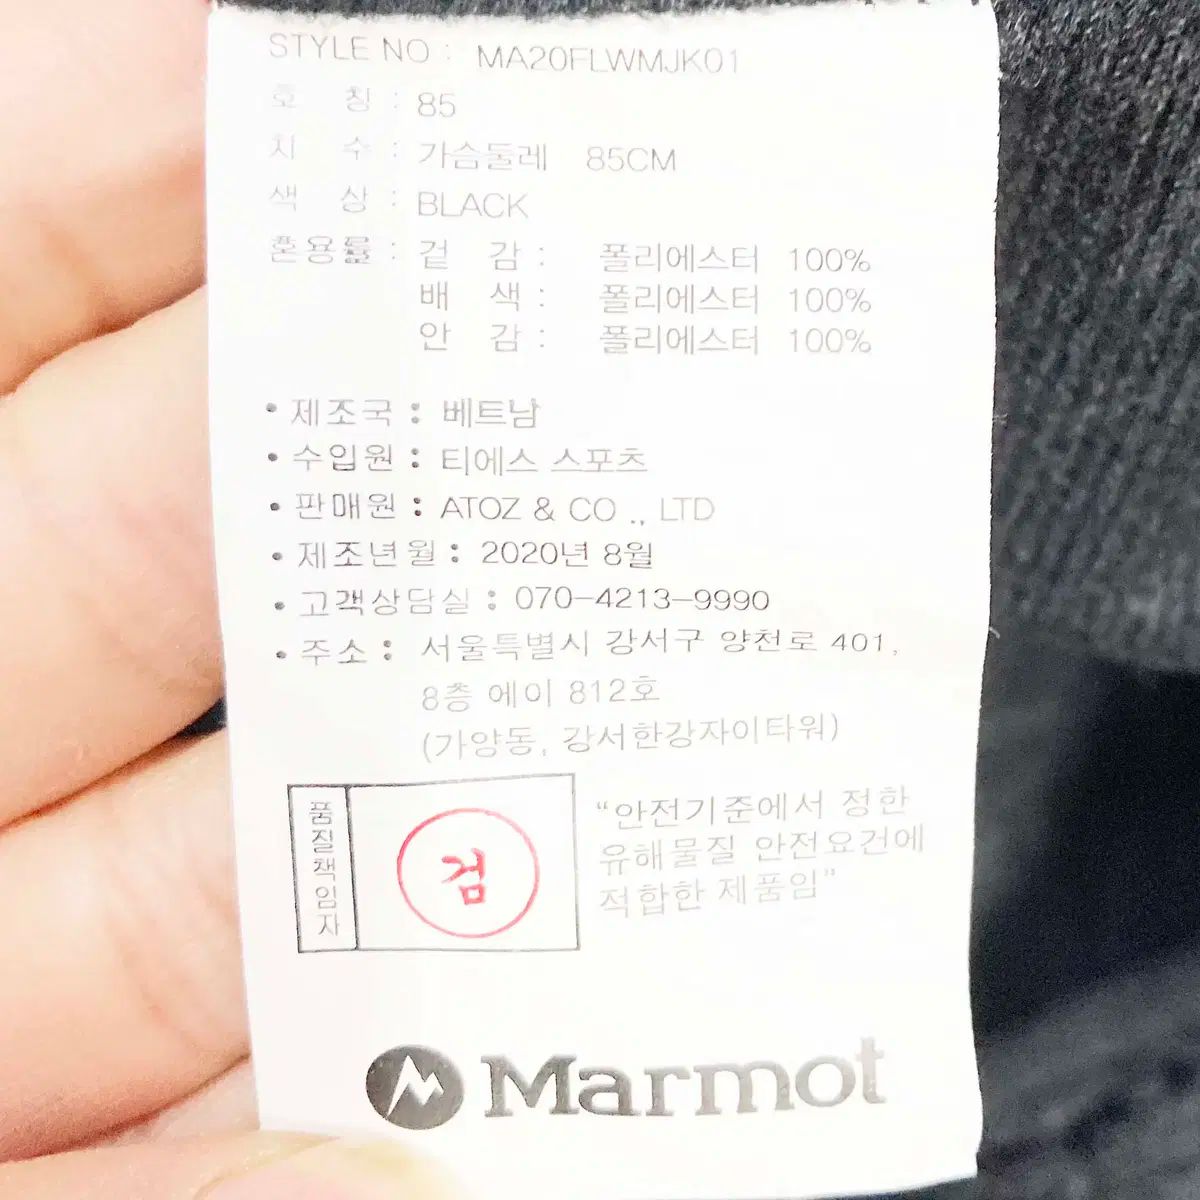 STYLE NO : MA20FLWMJK01
호 칭 : 85
치 수 : 가슴둘레 85CM
색 상 : BLACK
혼용률 : 겉 감 : 폴리에스터 100%
배 색 : 폴리에스터 100%
안 감 : 폴리에스터 100%
• 제조국 : 베트남
• 수입원 : 티에스 스포츠
• 판매원 : ATOZ & CO ., LTD
• 제조년월 : 2020년 8월
• 고객상담실 : 070-4213-9990
• 주소 : 서울특별시 강서구 양천로 401,
8층 에이 812호
(가양동, 강서한강자이타워)
품질책임자
검
“안전기준에서 정한
유해물질 안전요건에
적합한 제품임”
Marmot